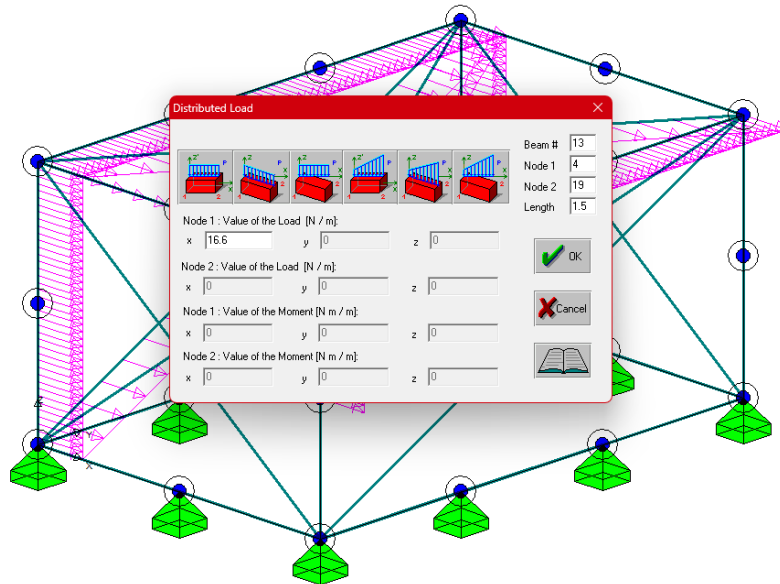 Distributed Load
Beam # 13
Node 1 4
Node 2 19
Length 1.5
Node 1 : Value of the Load [N / m]:
x 16.6 y 0 z 0
Node 2 : Value of the Load [N / m]:
x 0 y 0 z 0
Node 1 : Value of the Moment [N m / m]:
x 0 y 0 z 0
Node 2 : Value of the Moment [N m / m]:
x 0 y 0 z 0
OK
Cancel
Z
Y
X